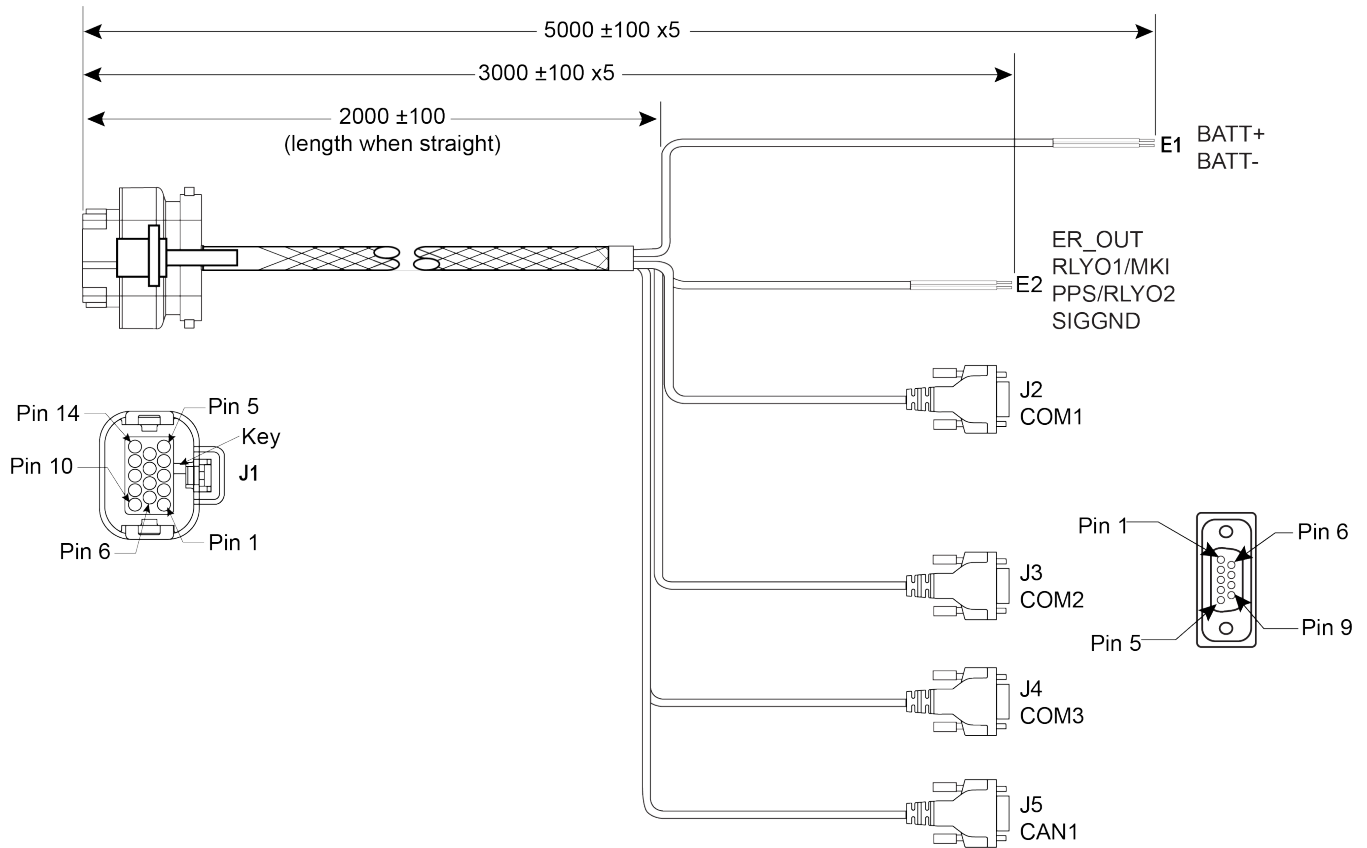 5000 ±100 x5
3000 ±100 x5
2000 ±100
(length when straight)
E1
BATT+
BATT-
E2
ER_OUT
RLYO1/MKI
PPS/RLYO2
SIGGND
J2
COM1
Pin 14
Pin 5
Key
Pin 10
J1
Pin 6
Pin 1
J3
COM2
Pin 1
Pin 6
Pin 5
Pin 9
J4
COM3
J5
CAN1